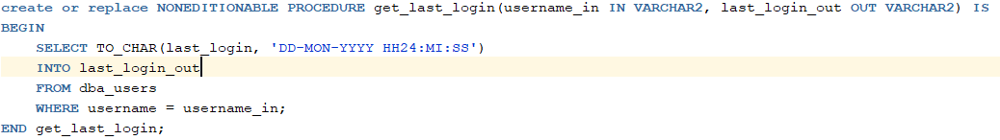 create or replace NONEDITIONABLE PROCEDURE get_last_login(username_in IN VARCHAR2, last_login_out OUT VARCHAR2) IS
BEGIN
    SELECT TO_CHAR(last_login, 'DD-MON-YYYY HH24:MI:SS')
    INTO last_login_out
    FROM dba_users
    WHERE username = username_in;
END get_last_login;